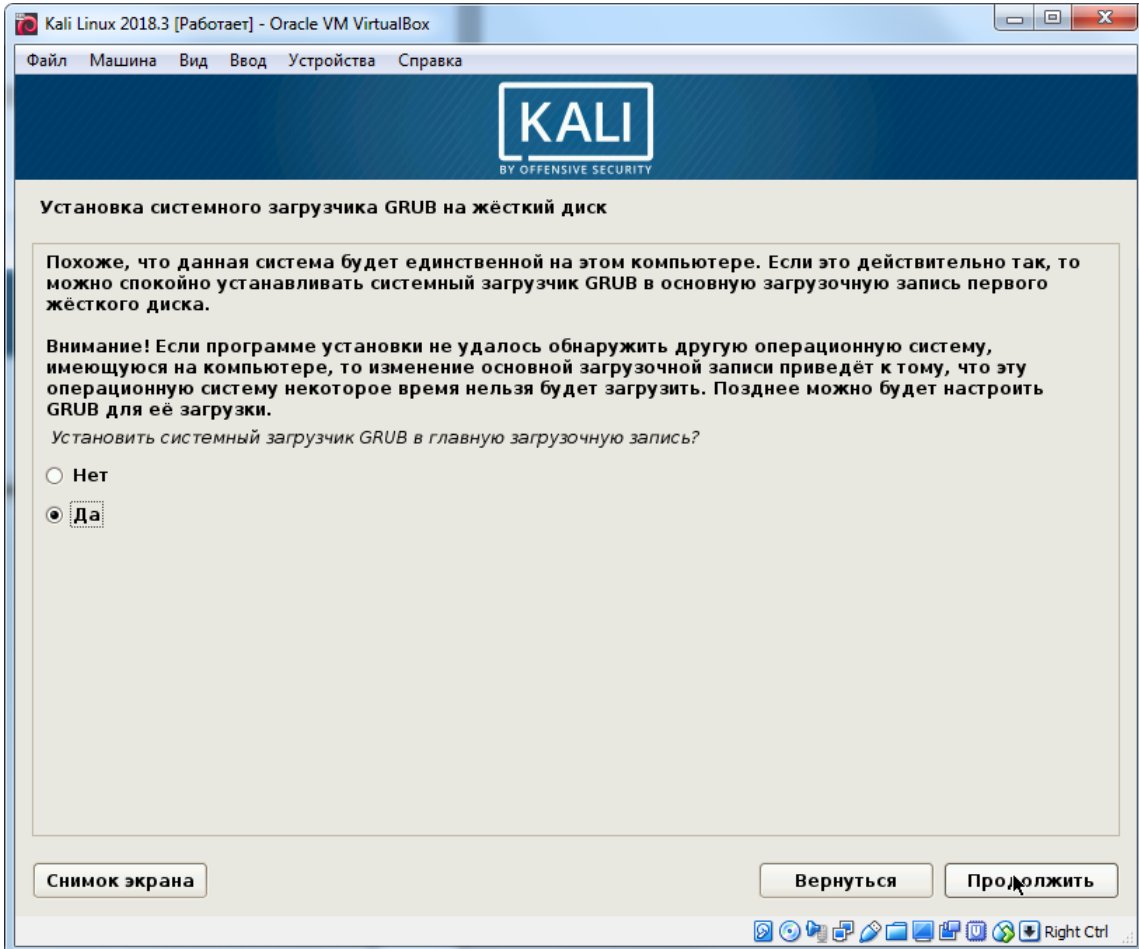 Kali Linux 2018.3 [Работает] - Oracle VM VirtualBox
Файл Машина Вид Ввод Устройства Справка
KALI
BY OFFENSIVE SECURITY
Установка системного загрузчика GRUB на жёсткий диск
Похоже, что данная система будет единственной на этом компьютере. Если это действительно так, то
можно спокойно устанавливать системный загрузчик GRUB в основную загрузочную запись первого
жёсткого диска.
Внимание! Если программе установки не удалось обнаружить другую операционную систему,
имеющуюся на компьютере, то изменение основной загрузочной записи приведёт к тому, что эту
операционную систему некоторое время нельзя будет загрузить. Позднее можно будет настроить
GRUB для её загрузки.
Установить системный загрузчик GRUB в главную загрузочную запись?
Нет
Да
Снимок экрана Вернуться Продолжить
Right Ctrl